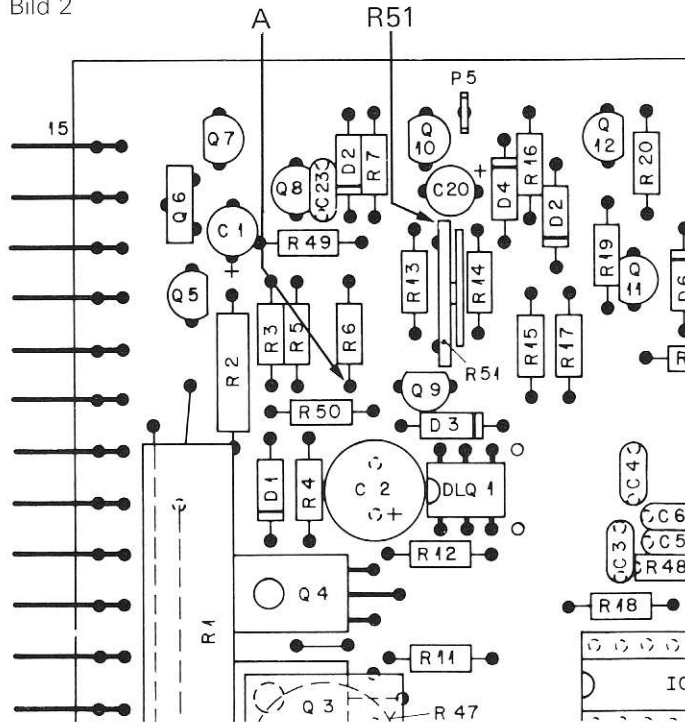 Bild 2
A
R51
P5
15
Q7
Q8
C23
D2
R7
Q10
C20
D4
R16
D2
Q12
R20
Q6
C1
R49
R13
R14
R19
Q11
D6
Q5
R2
R3
R5
R6
R51
R15
R17
R
R50
Q9
D3
D1
R4
C2
DLQ1
C4
C6
C5
C3
R48
R12
Q4
R18
R1
R11
Q3
R47
IC